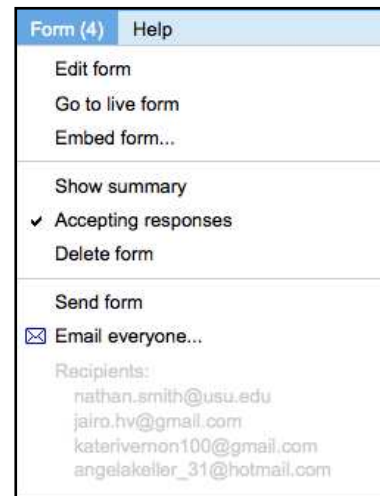 Form (4) Help
Edit form
Go to live form
Embed form...
Show summary
Accepting responses
Delete form
Send form
Email everyone...
Recipients:
nathan.smith@usu.edu
jairo.hv@gmail.com
katerivernon100@gmail.com
angelakeller_31@hotmail.com